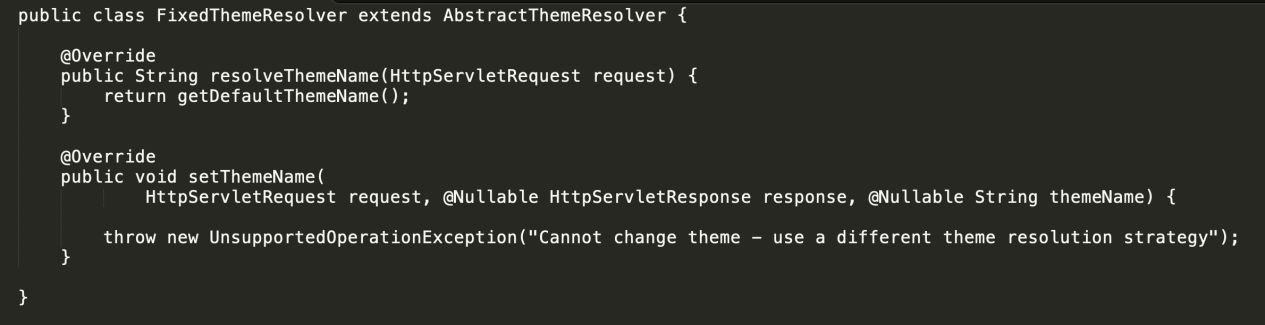 public class FixedThemeResolver extends AbstractThemeResolver {
@Override
public String resolveThemeName(HttpServletRequest request) {
return getDefaultThemeName();
}
@Override
public void setThemeName(
HttpServletRequest request, @Nullable HttpServletResponse response, @Nullable String themeName) {
throw new UnsupportedOperationException("Cannot change theme – use a different theme resolution strategy");
}
}